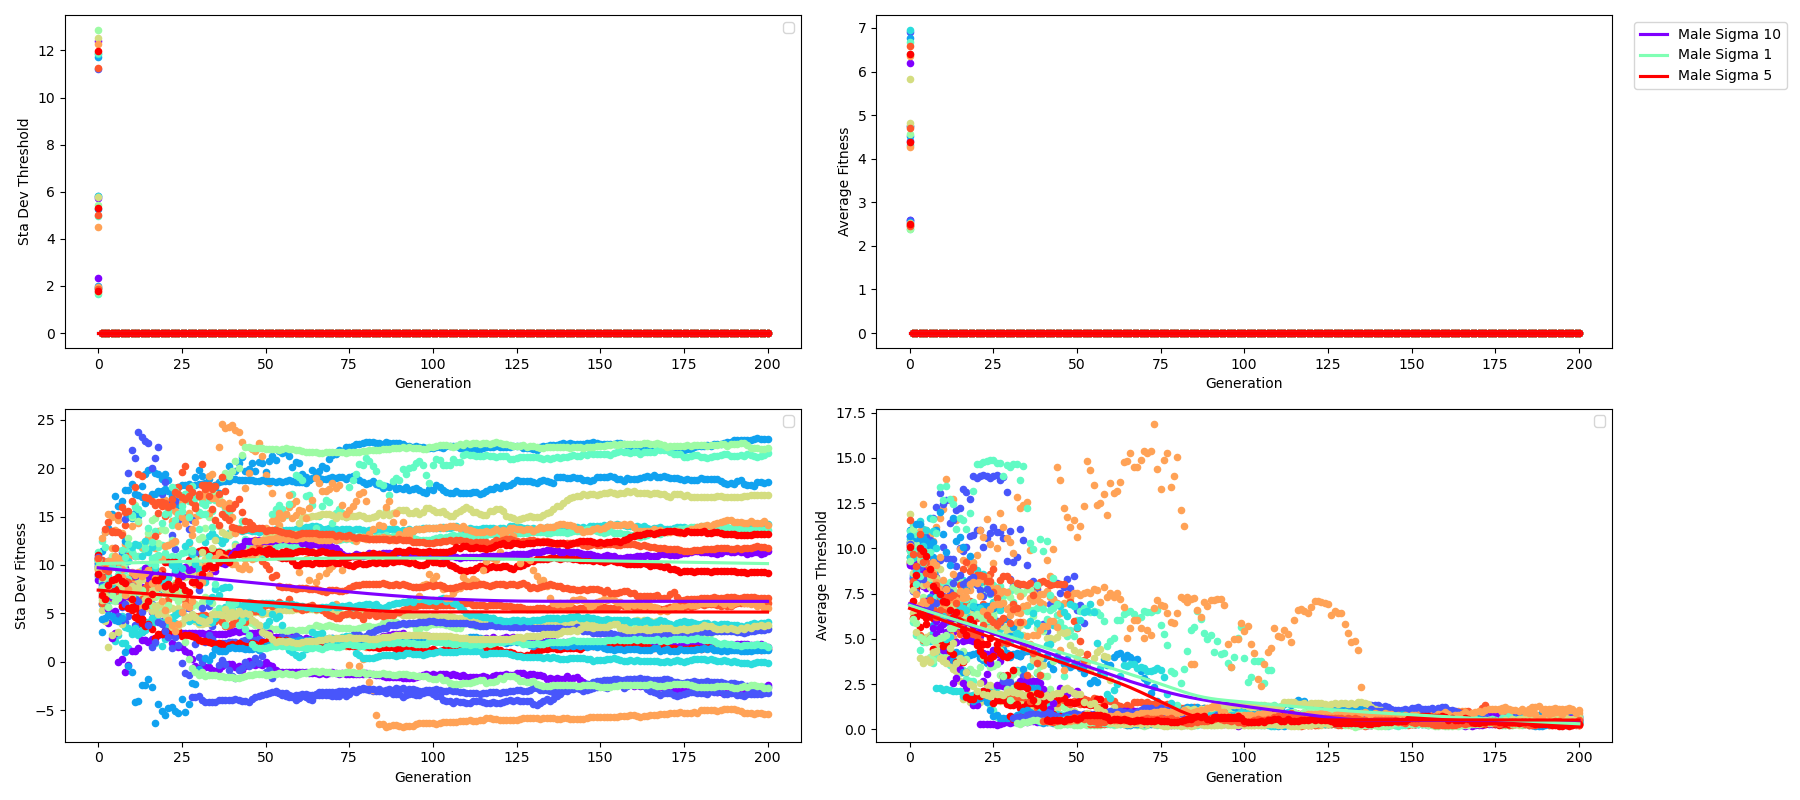 Sta Dev Threshold
12
10
8
6
4
2
0
0 25 50 75 100 125 150 175 200
Generation
Average Fitness
7
6
5
4
3
2
1
0
0 25 50 75 100 125 150 175 200
Generation
Male Sigma 10
Male Sigma 1
Male Sigma 5
Sta Dev Fitness
25
20
15
10
5
0
−5
0 25 50 75 100 125 150 175 200
Generation
Average Threshold
17.5
15.0
12.5
10.0
7.5
5.0
2.5
0.0
0 25 50 75 100 125 150 175 200
Generation